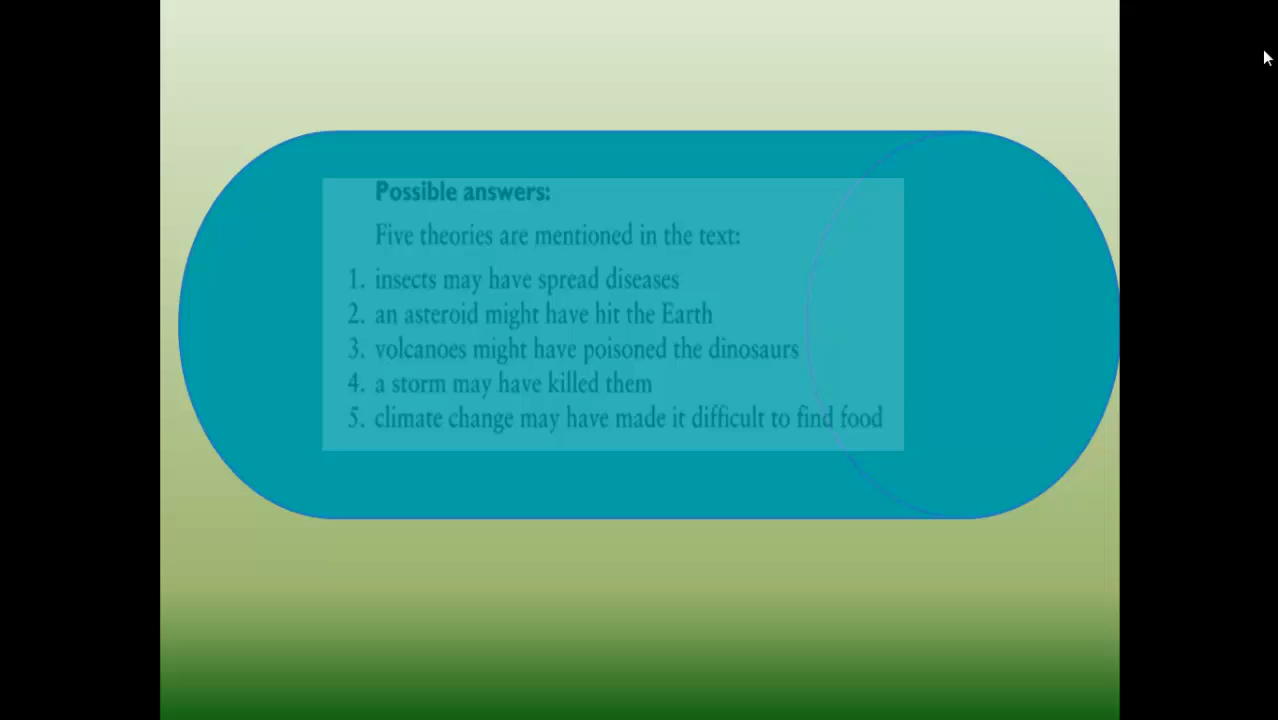 Possible answers:
Five theories are mentioned in the text:
1. insects may have spread diseases
2. an asteroid might have hit the Earth
3. volcanoes might have poisoned the dinosaurs
4. a storm may have killed them
5. climate change may have made it difficult to find food